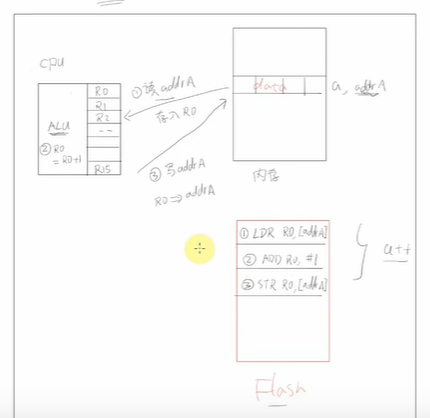 cpu
R0
R1
R2
--
R15
ALU
② R0
= R0+1
① 读 addrA
存入 R0
③ 写 addrA
R0 ⇒ addrA
data
a, addrA
内存
① LDR R0, [addrA]
② ADD R0, #1
③ STR R0, [addrA]
a++
Flash